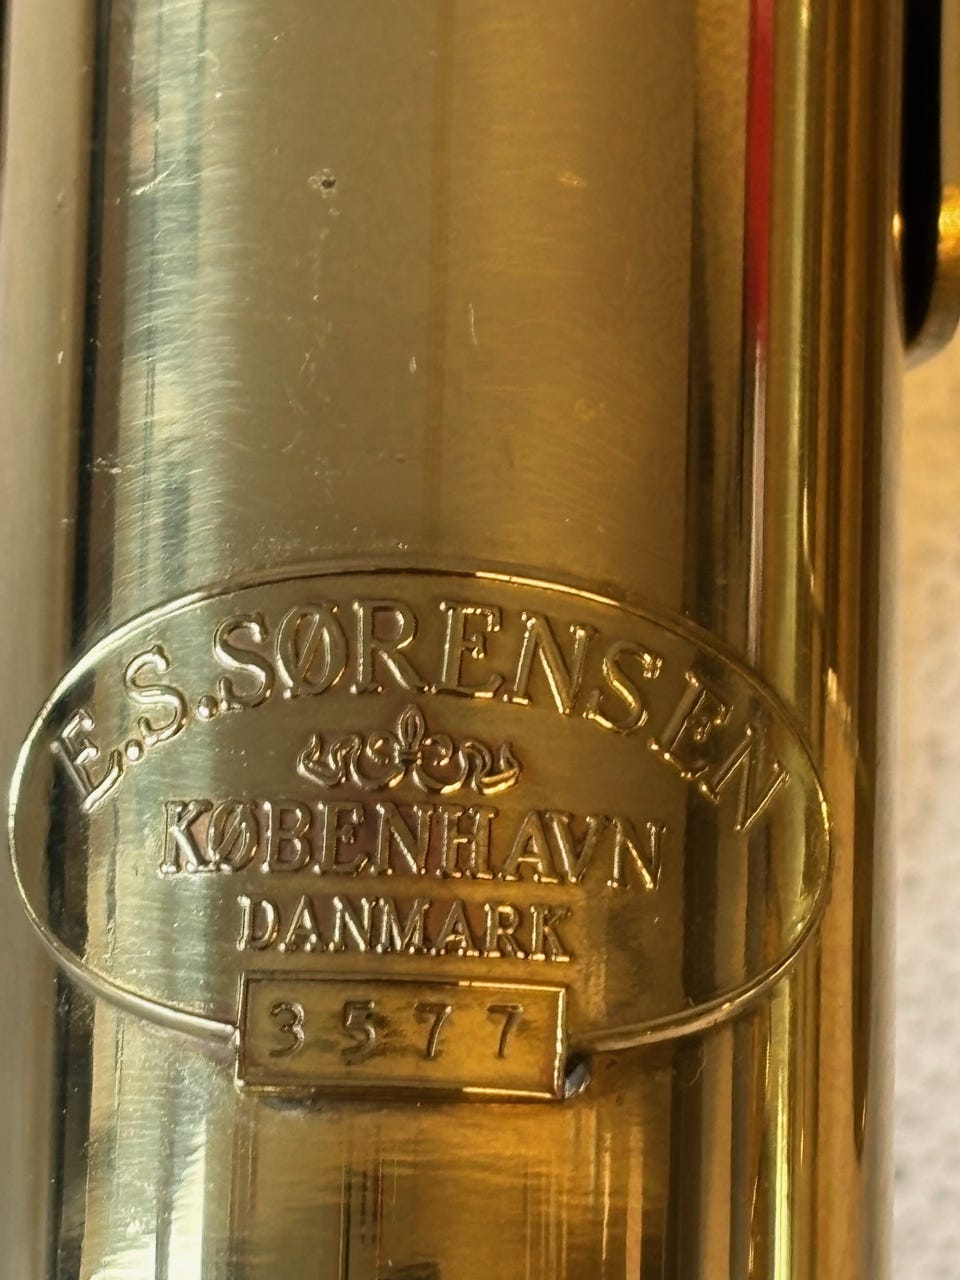 E.S.SØRENSEN
KØBENHAVN
DANMARK
3577